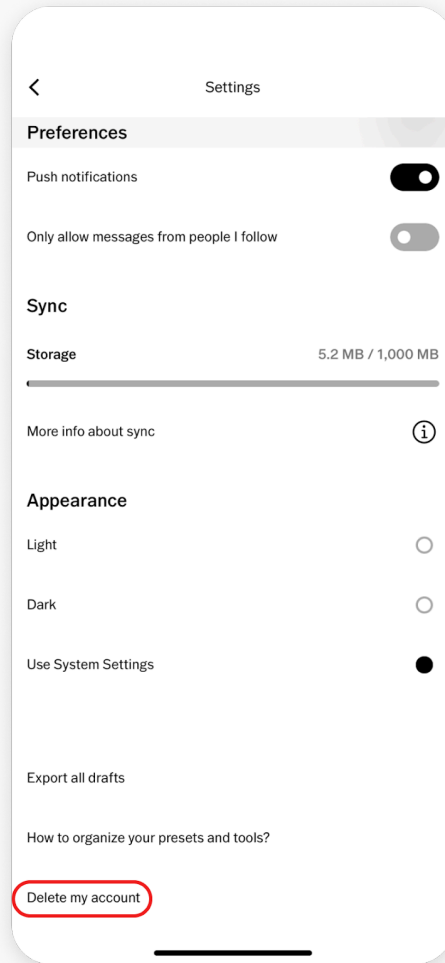 Settings
Preferences
Push notifications
Only allow messages from people I follow
Sync
Storage 5.2 MB / 1,000 MB
More info about sync
Appearance
Light
Dark
Use System Settings
Export all drafts
How to organize your presets and tools?
Delete my account